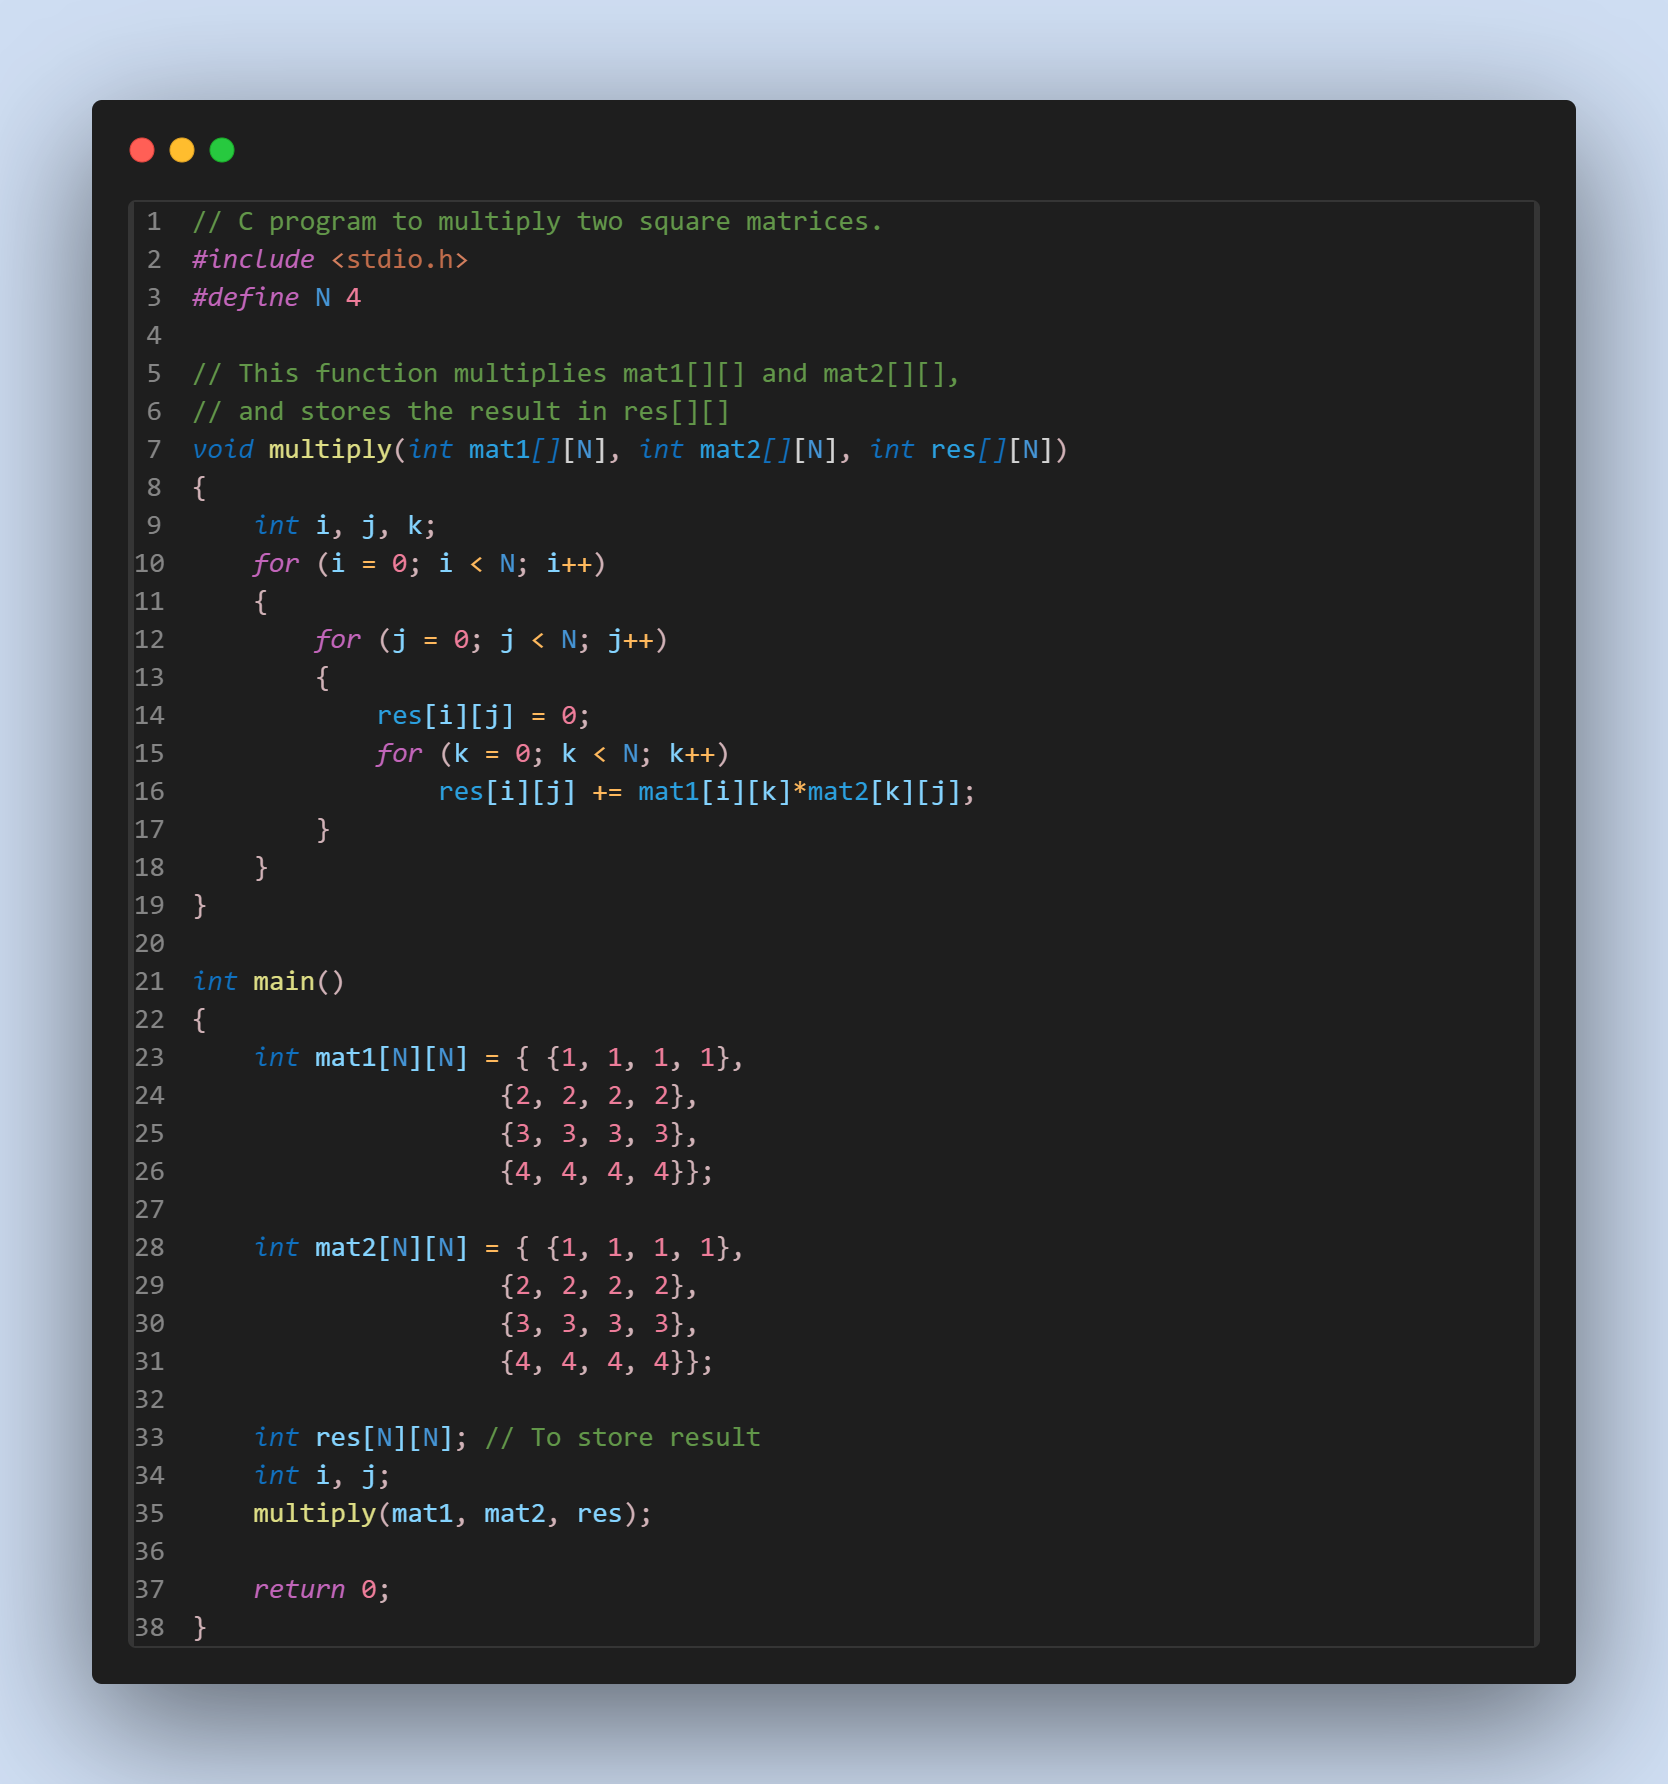 1 // C program to multiply two square matrices.
2 #include <stdio.h>
3 #define N 4
4
5 // This function multiplies mat1[][] and mat2[][],
6 // and stores the result in res[][]
7 void multiply(int mat1[][N], int mat2[][N], int res[][N])
8 {
9     int i, j, k;
10     for (i = 0; i < N; i++)
11     {
12         for (j = 0; j < N; j++)
13         {
14             res[i][j] = 0;
15             for (k = 0; k < N; k++)
16                 res[i][j] += mat1[i][k]*mat2[k][j];
17         }
18     }
19 }
20
21 int main()
22 {
23     int mat1[N][N] = { {1, 1, 1, 1},
24                     {2, 2, 2, 2},
25                     {3, 3, 3, 3},
26                     {4, 4, 4, 4}};
27
28     int mat2[N][N] = { {1, 1, 1, 1},
29                     {2, 2, 2, 2},
30                     {3, 3, 3, 3},
31                     {4, 4, 4, 4}};
32
33     int res[N][N]; // To store result
34     int i, j;
35     multiply(mat1, mat2, res);
36
37     return 0;
38 }